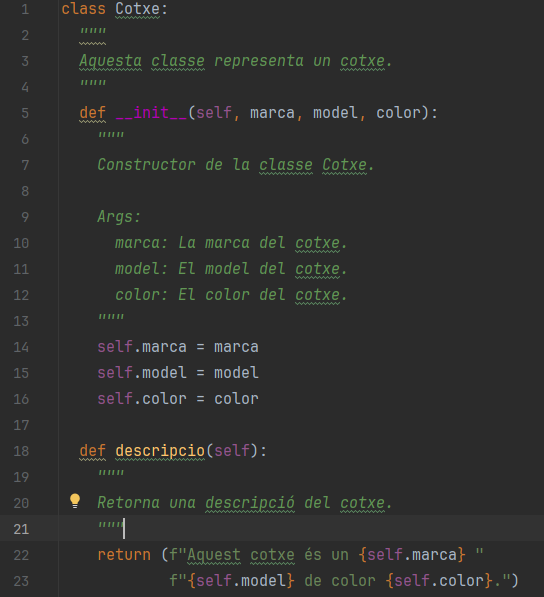 1 class Cotxe:
2 """
3 Aquesta classe representa un cotxe.
4 """
5 def __init__(self, marca, model, color):
6 """
7 Constructor de la classe Cotxe.
8
9 Args:
10 marca: La marca del cotxe.
11 model: El model del cotxe.
12 color: El color del cotxe.
13 """
14 self.marca = marca
15 self.model = model
16 self.color = color
17
18 def descripcio(self):
19 """
20 Retorna una descripció del cotxe.
21 """
22 return (f"Aquest cotxe és un {self.marca} "
23 f"{self.model} de color {self.color}.")